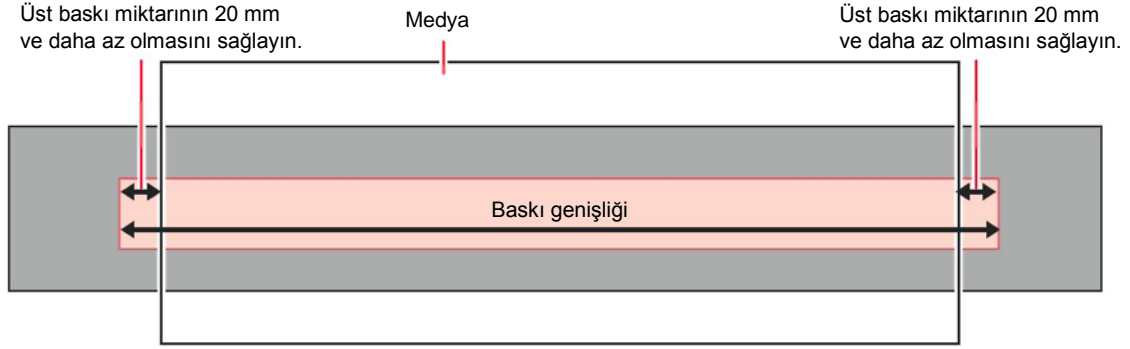 Üst baskı miktarının 20 mm
ve daha az olmasını sağlayın.
Medya
Üst baskı miktarının 20 mm
ve daha az olmasını sağlayın.
Baskı genişliği